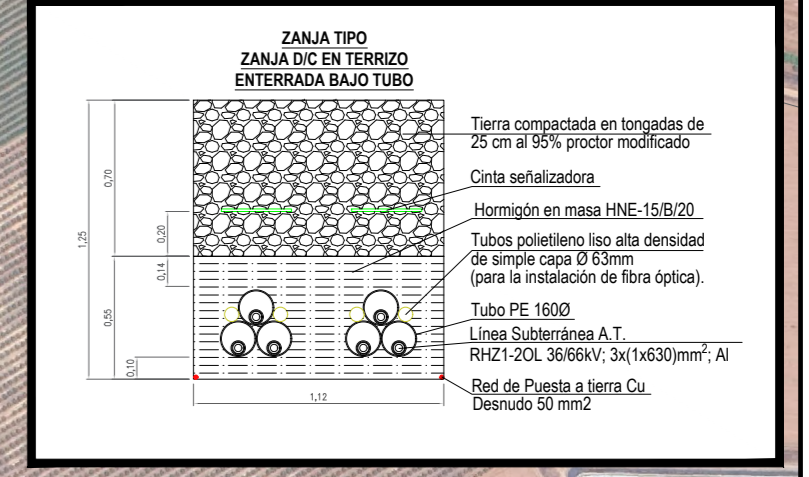 ZANJA TIPO
ZANJA D/C EN TERRIZO
ENTERRADA BAJO TUBO
Tierra compactada en tongadas de
25 cm al 95% proctor modificado
Cinta señalizadora
Hormigón en masa HNE-15/B/20
Tubos polietileno liso alta densidad
de simple capa Ø 63mm
(para la instalación de fibra óptica).
Tubo PE 160Ø
Línea Subterránea A.T.
RHZ1-2OL 36/66kV; 3x(1x630)mm²; Al
Red de Puesta a tierra Cu
Desnudo 50 mm2
1,25
0,70
0,20
0,14
0,55
0,10
1,12